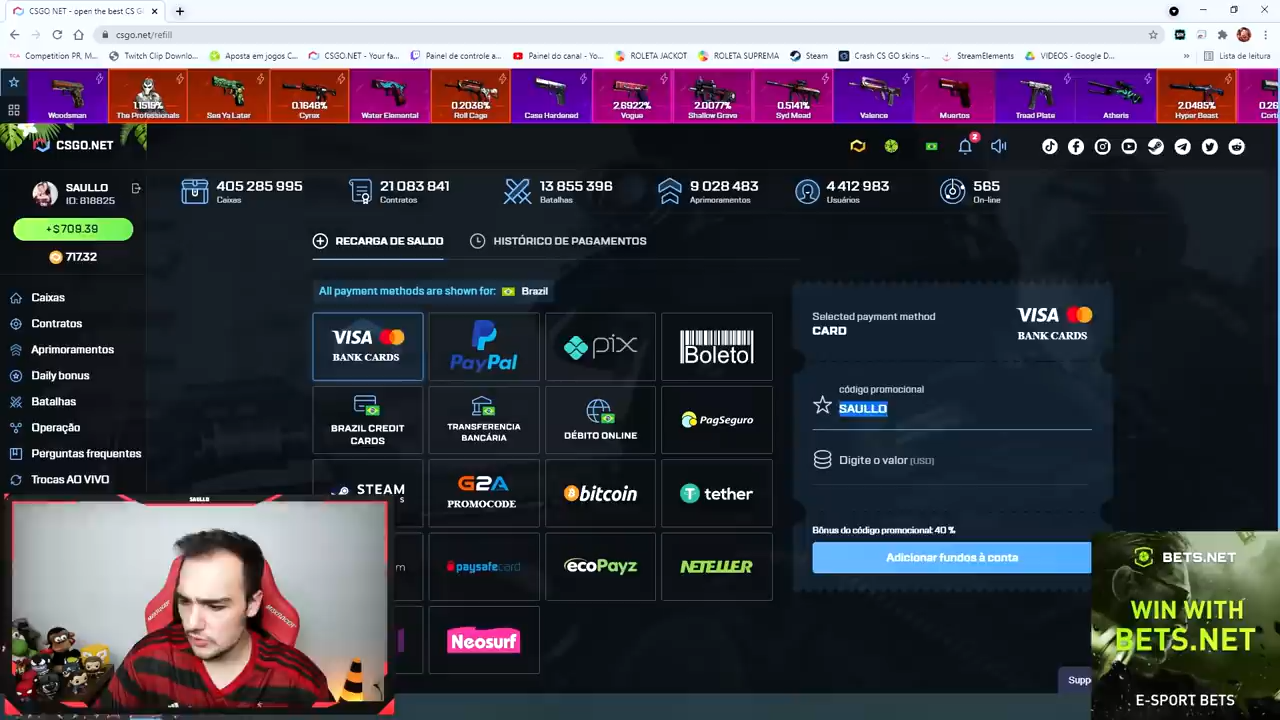 CSGO.NET - open the best CS G
csgo.net/refill
Competition PR, M...
Twitch Clip Downlo...
Aposta em jogos C...
CSGO.NET - Your fa...
Painel de controle a...
Painel do canal - Yo...
ROLETA JACKOT
ROLETA SUPREMA
Steam
Crash CS GO skins -...
StreamElements
VIDEOS - Google D...
Lista de leitura
1.1518%
0.1648%
0.2036%
2.6922%
2.0077%
0.5141%
2.0485%
Woodsman
The Professionals
See Ya Later
Cyrex
Water Elemental
Roll Cage
Case Hardened
Vogue
Shallow Grave
Syd Mead
Valence
Muertos
Tread Plate
Atheris
Hyper Beast
CSGO.NET
2
SAULLO
ID: 818825
+$709.39
717.32
405 285 995
Caixas
21 083 841
Contratos
13 855 396
Batalhas
9 028 483
Aprimoramentos
4 412 983
Usuários
565
On-line
Caixas
Contratos
Aprimoramentos
Daily bonus
Batalhas
Operação
Perguntas frequentes
Trocas AO VIVO
RECARGA DE SALDO
HISTÓRICO DE PAGAMENTOS
All payment methods are shown for: Brazil
VISA
BANK CARDS
PayPal
pix
Boleto
BRAZIL CREDIT
CARDS
TRANSFERENCIA
BANCÁRIA
DÉBITO ONLINE
PagSeguro
STEAM
G2A
PROMOCODE
bitcoin
tether
paysafecard
ecoPayz
NETELLER
Neosurf
Selected payment method
CARD
VISA
BANK CARDS
código promocional
SAULLO
Digite o valor (USD)
Bônus do código promocional: 40 %
Adicionar fundos à conta
Supp
SAULLO
BETS.NET
WIN WITH
BETS.NET
E-SPORT BETS